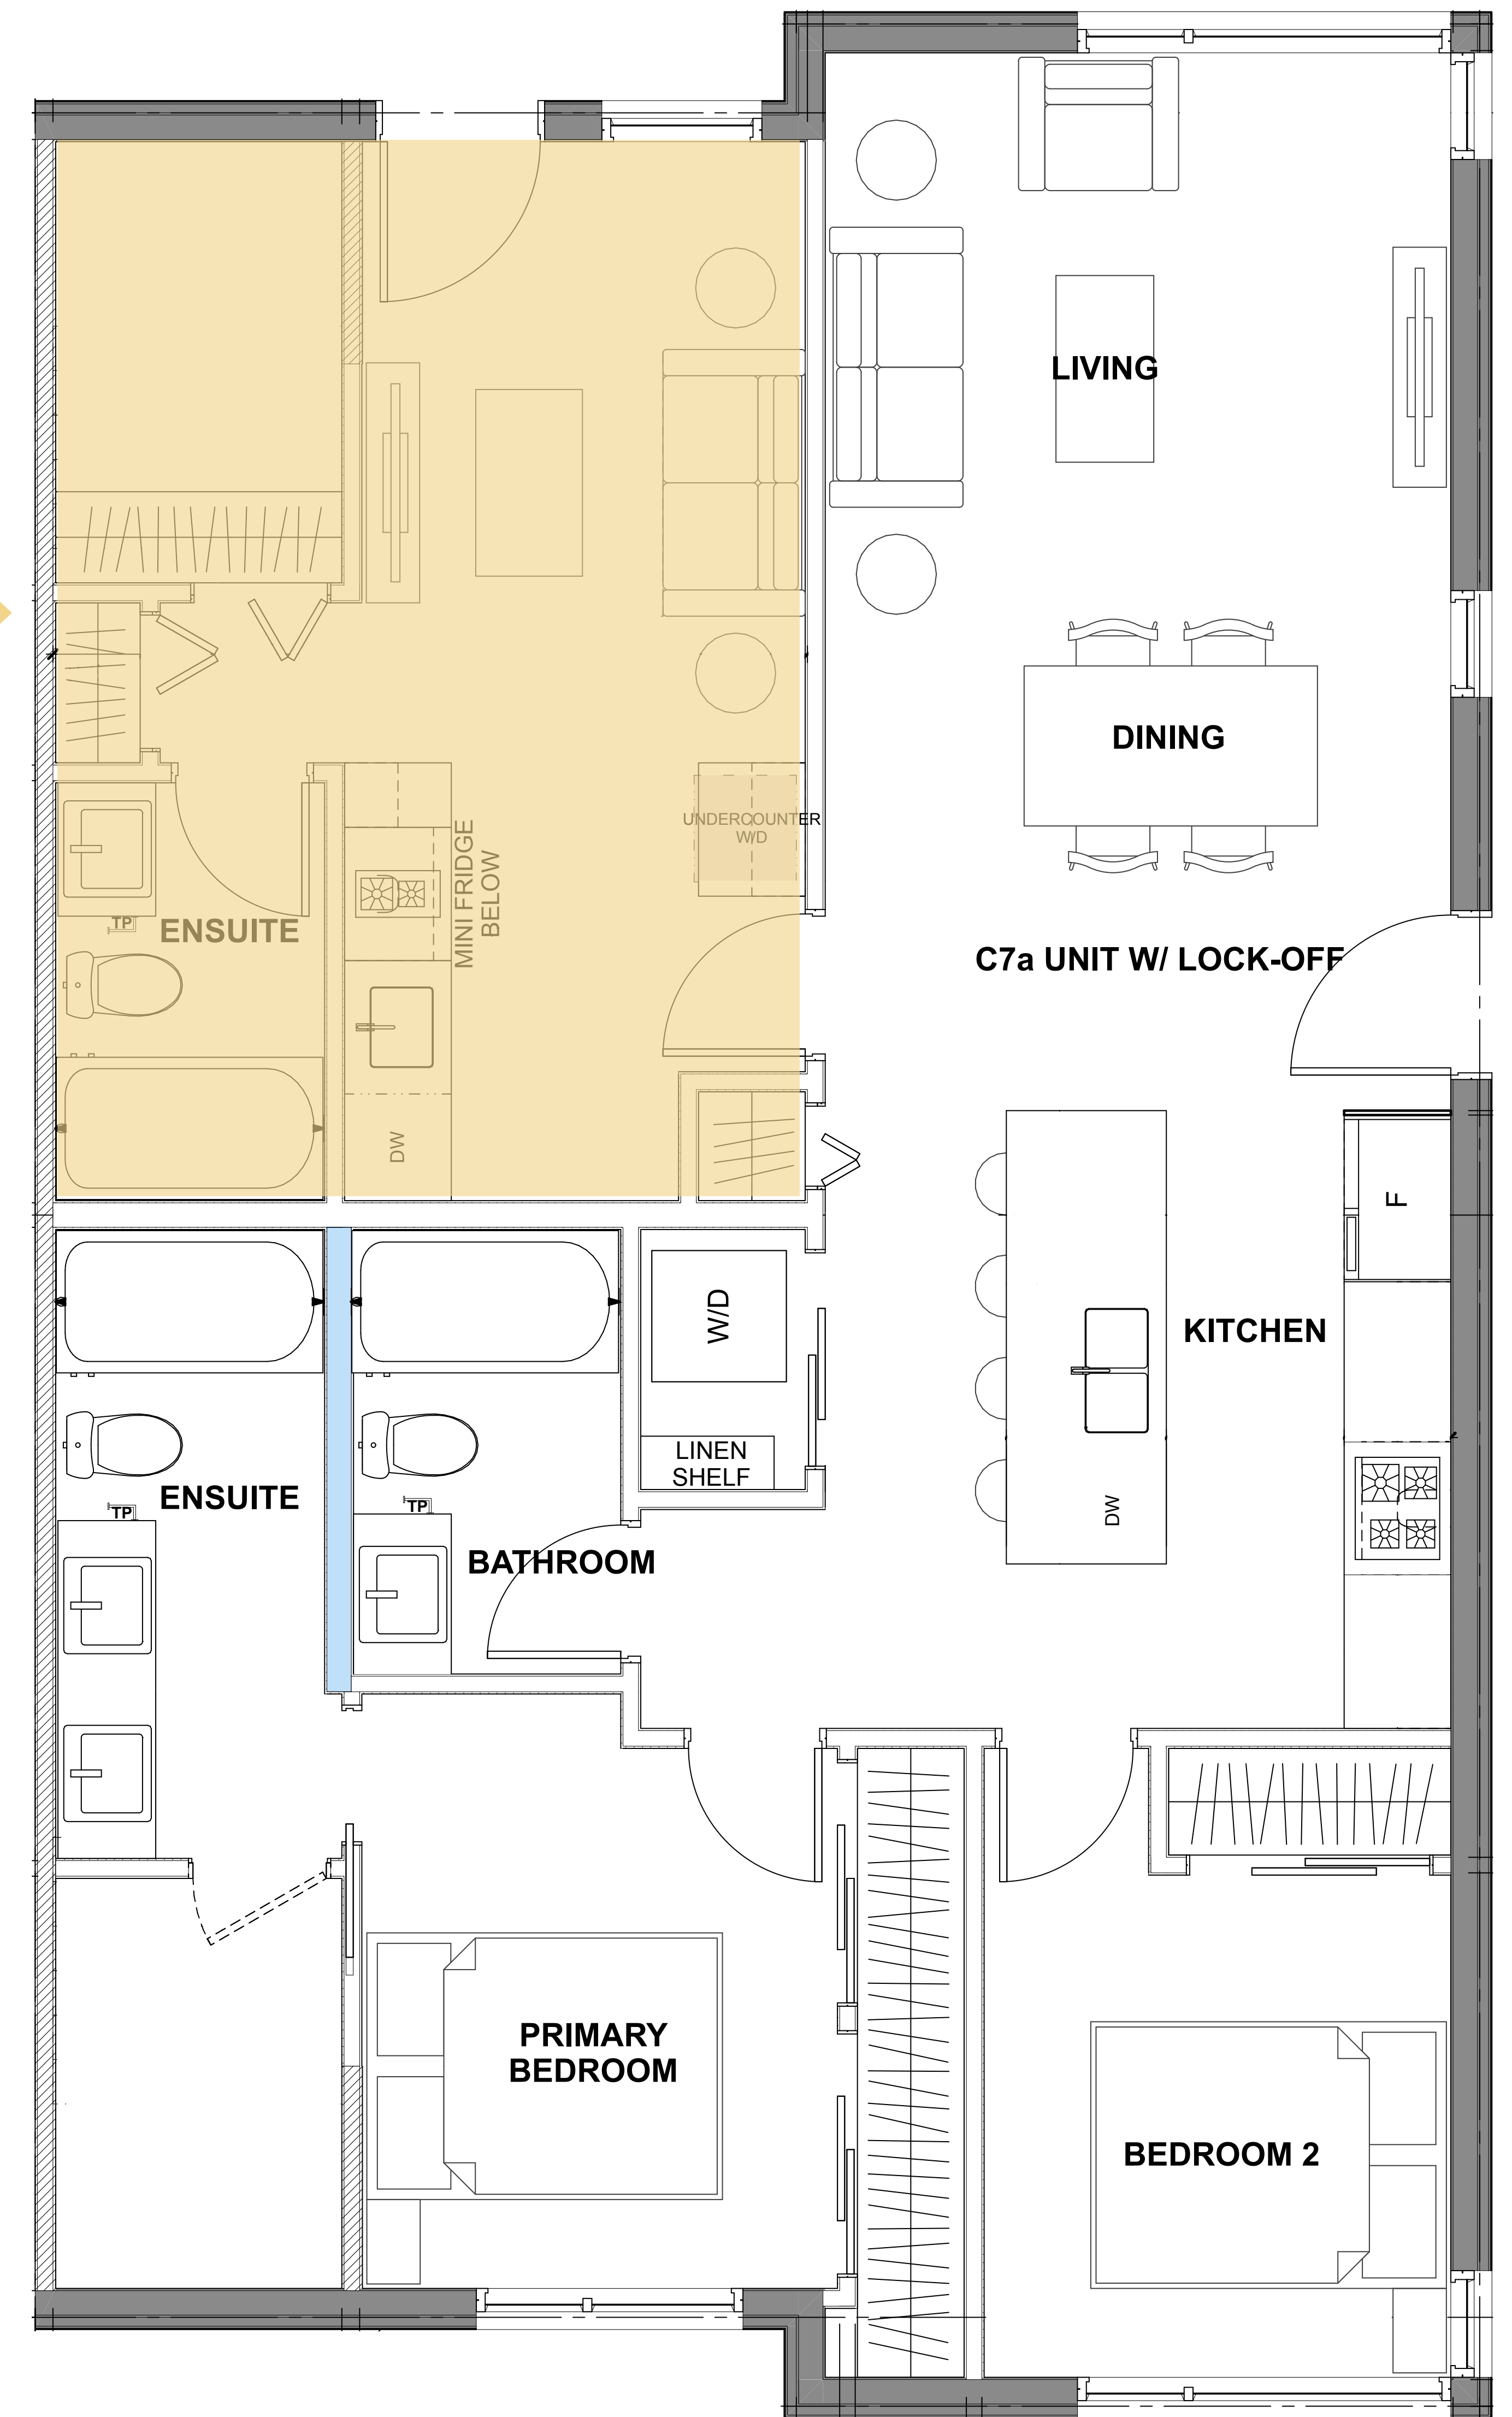 LIVING
DINING
UNDERCOUNTER
W/D
MINI FRIDGE
BELOW
TP
ENSUITE
C7a UNIT W/ LOCK-OFF
DW
F
W/D
KITCHEN
LINEN
SHELF
TP
ENSUITE
TP
BATHROOM
DW
PRIMARY
BEDROOM
BEDROOM 2